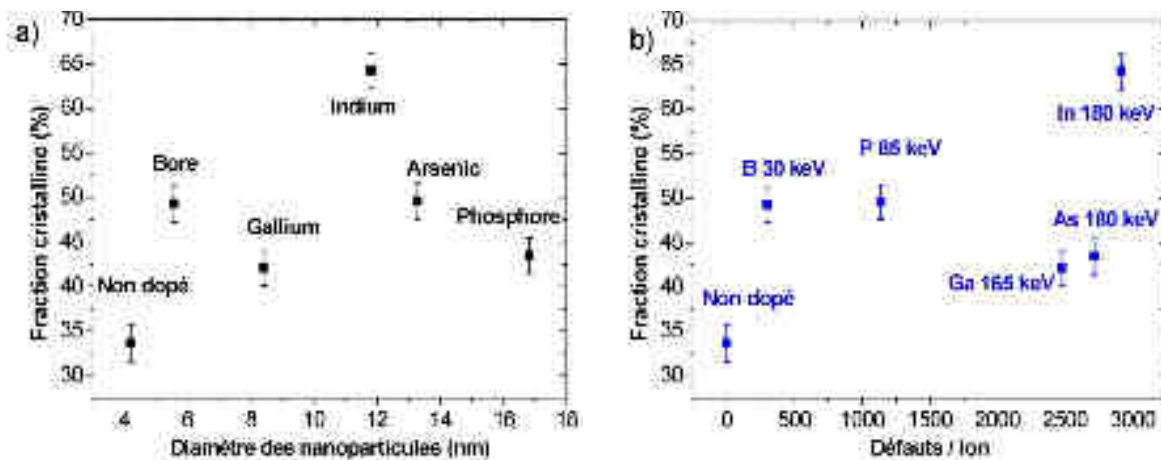 a)
Fraction cristalline (%)
70
65
60
55
50
45
40
35
30
Indium
Bore
Arsenic
Gallium
Phosphore
Non dopé
4 6 8 10 12 14 16 18
Diamètre des nanoparticules (nm)
b)
Fraction cristalline (%)
70
65
60
55
50
45
40
35
30
In 180 keV
P 85 keV
B 30 keV
As 180 keV
Ga 165 keV
Non dopé
0 500 1000 1500 2000 2500 3000
Défauts / Ion